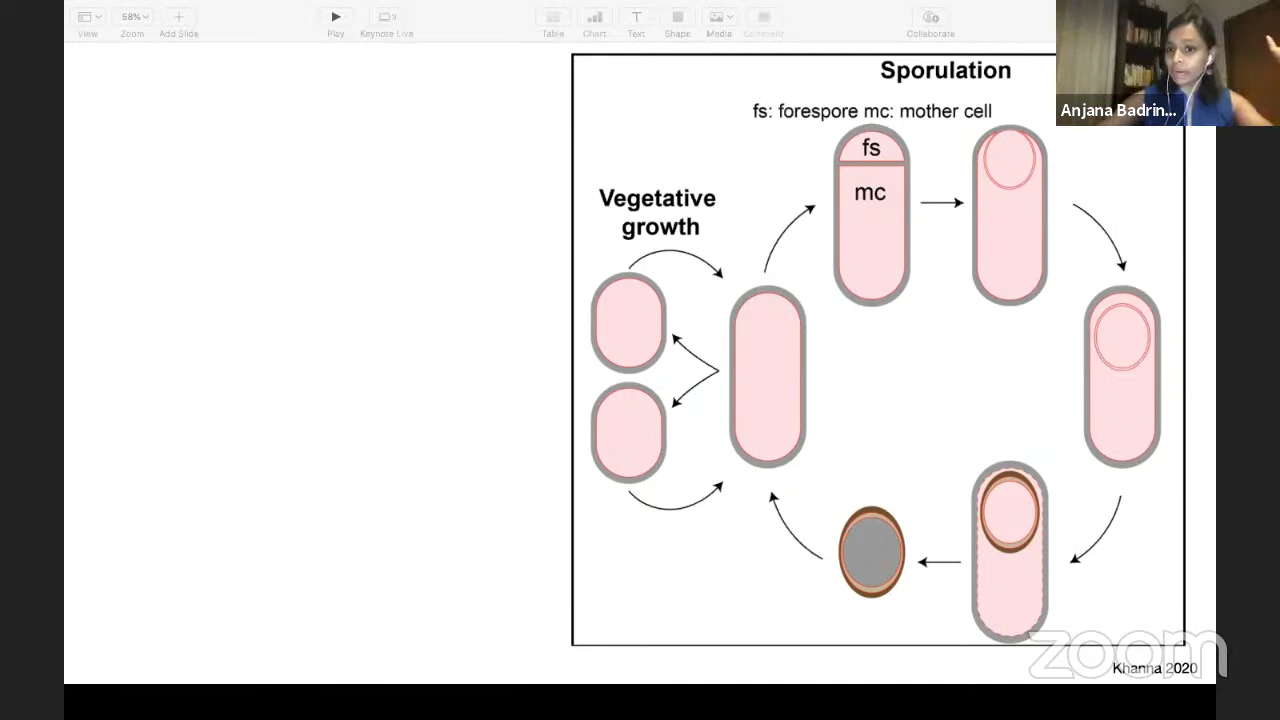 View
58%
Zoom
Add Slide
Play
Keynote Live
Table
Chart
Text
Shape
Media
Comment
Collaborate
Anjana Badrin...
Sporulation
fs: forespore mc: mother cell
fs
mc
Vegetative
growth
zoom
Khanna 2020